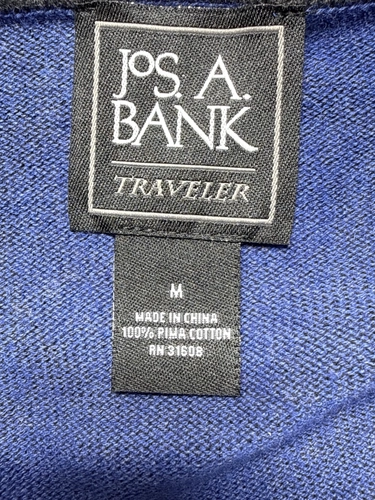 JOS. A.
BANK
TRAVELER
M
MADE IN CHINA
100% PIMA COTTON
RN 31608